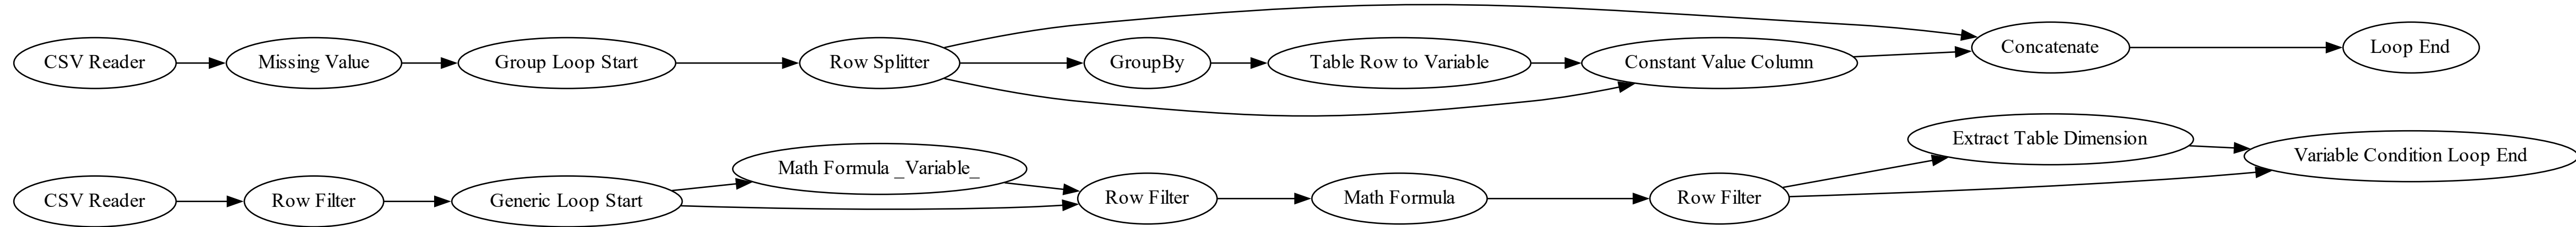 CSV Reader
Missing Value
Group Loop Start
Row Splitter
GroupBy
Table Row to Variable
Constant Value Column
Concatenate
Loop End
CSV Reader
Row Filter
Generic Loop Start
Math Formula _Variable_
Row Filter
Math Formula
Row Filter
Extract Table Dimension
Variable Condition Loop End